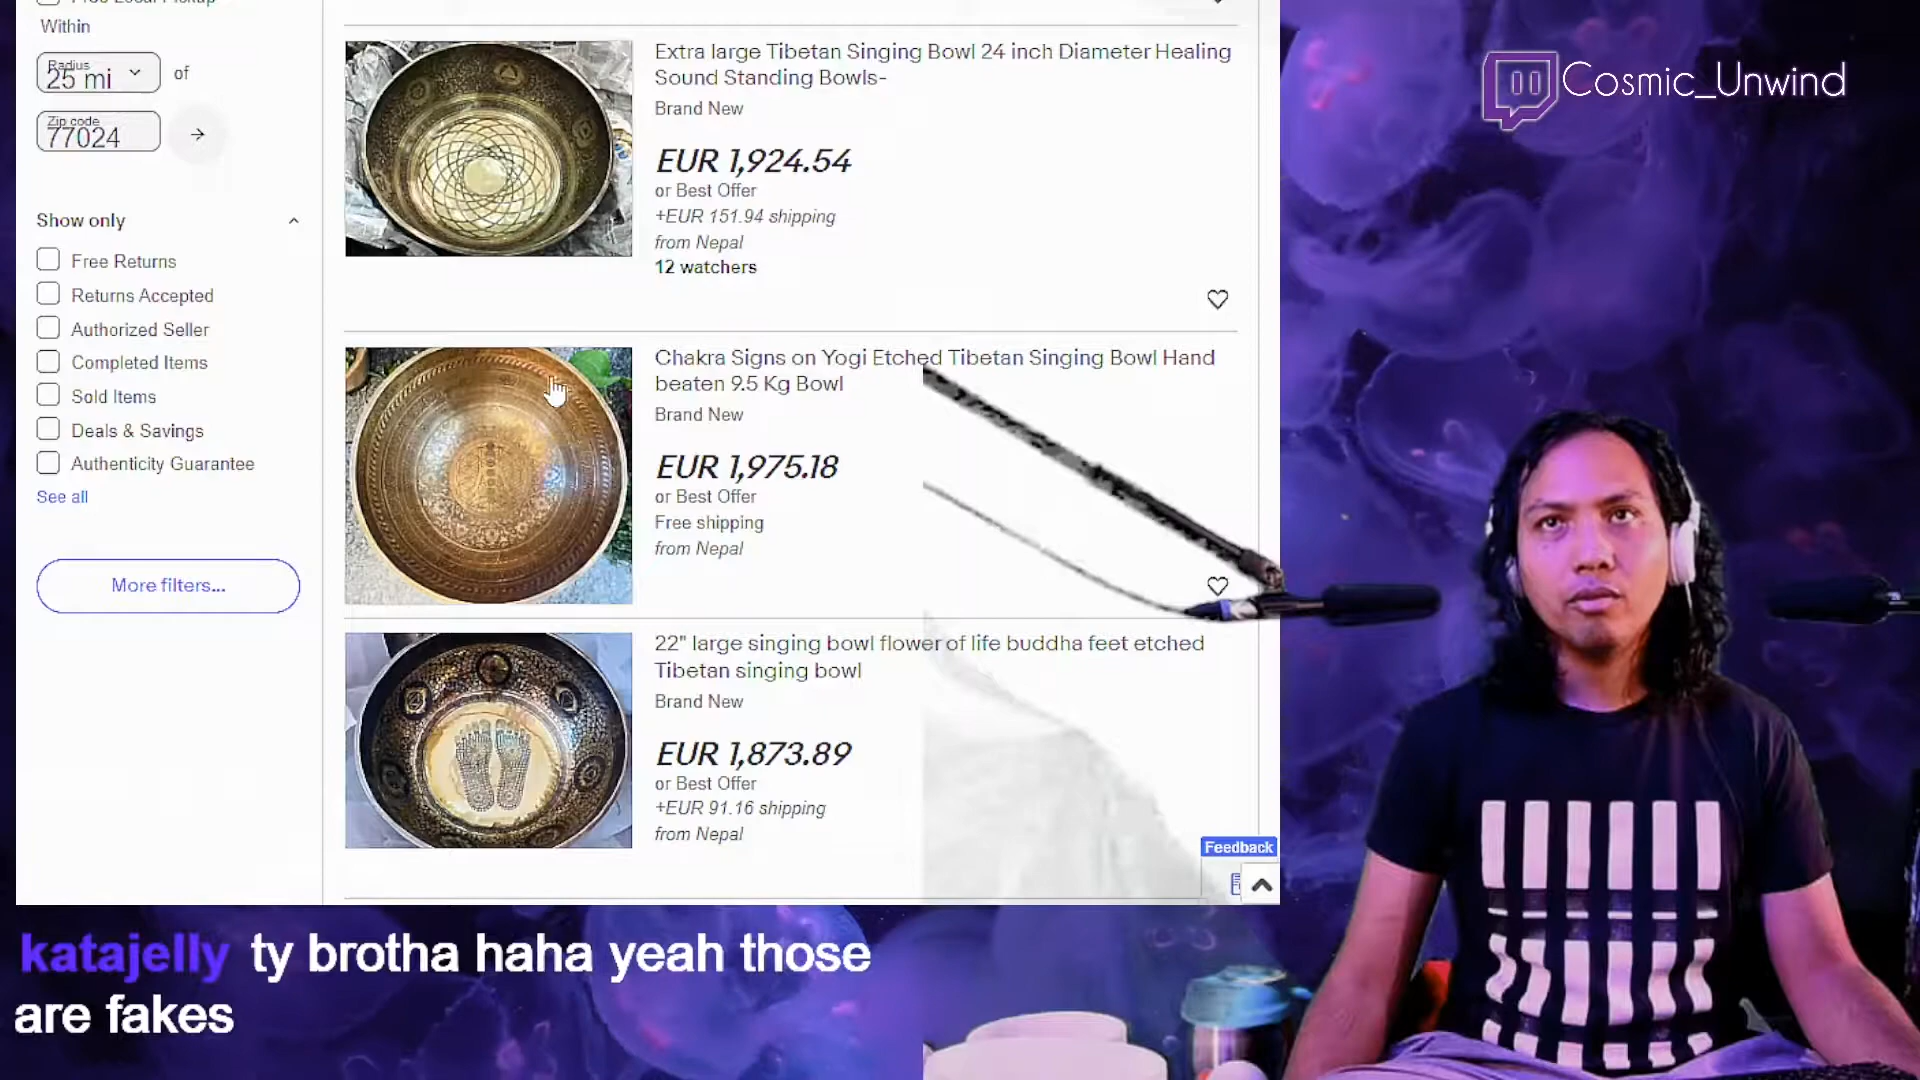 Within
Radius
25 mi
of
Zip code
77024
Show only
Free Returns
Returns Accepted
Authorized Seller
Completed Items
Sold Items
Deals & Savings
Authenticity Guarantee
See all
More filters...
Extra large Tibetan Singing Bowl 24 inch Diameter Healing
Sound Standing Bowls-
Brand New
EUR 1,924.54
or Best Offer
+EUR 151.94 shipping
from Nepal
12 watchers
Chakra Signs on Yogi Etched Tibetan Singing Bowl Hand
beaten 9.5 Kg Bowl
Brand New
EUR 1,975.18
or Best Offer
Free shipping
from Nepal
22" large singing bowl flower of life buddha feet etched
Tibetan singing bowl
Brand New
EUR 1,873.89
or Best Offer
+EUR 91.16 shipping
from Nepal
Feedback
Cosmic_Unwind
katajelly ty brotha haha yeah those
are fakes